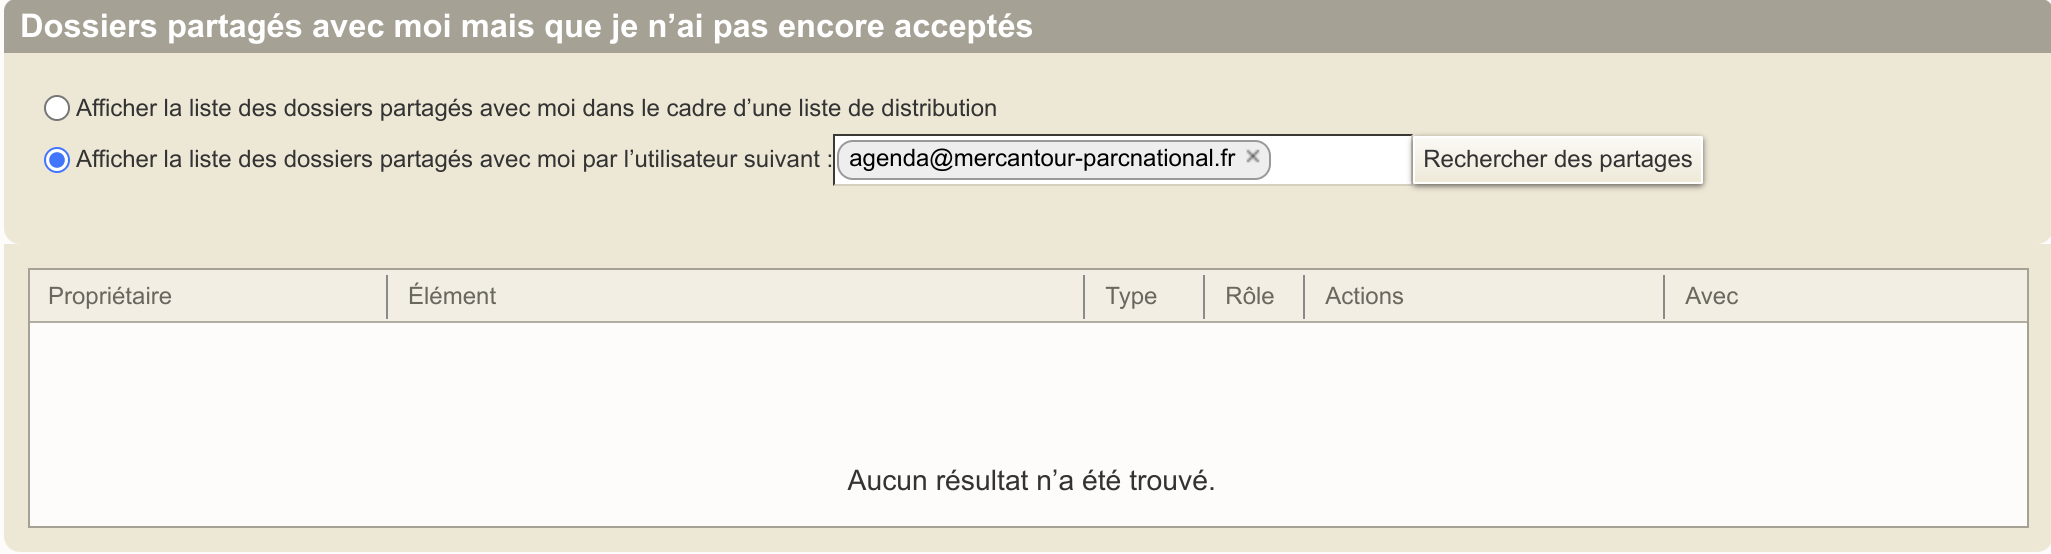 Dossiers partagés avec moi mais que je n’ai pas encore acceptés
Afficher la liste des dossiers partagés avec moi dans le cadre d’une liste de distribution
Afficher la liste des dossiers partagés avec moi par l’utilisateur suivant : agenda@mercantour-parcnational.fr × Rechercher des partages
Propriétaire Élément Type Rôle Actions Avec
Aucun résultat n’a été trouvé.